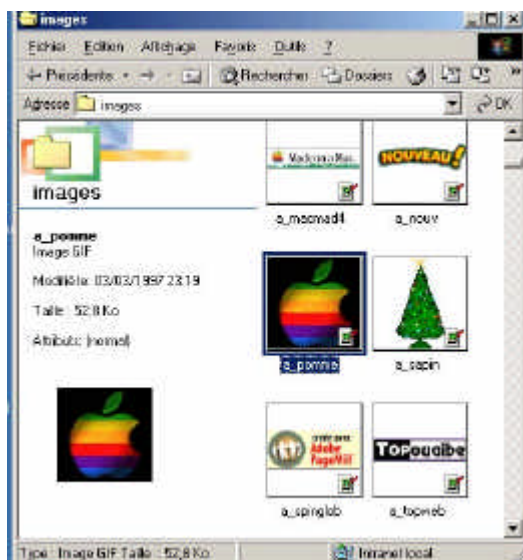 images
Fichier Edition Affichage Favoris Outils ?
Précédente Rechercher Dossiers
Adresse images OK
images
a_pomme
Image GIF
Modifié le: 03/03/1997 23:19
Taille: 52,8 Ko
Attributs: (normal)
NOUVEAU !
a_macmad4 a_nouv
a_pomme a_sapin
Adobe
PageMill
a_spinglob a_topweb
Type : Image GIF Taille : 52,8 Ko Intranet local